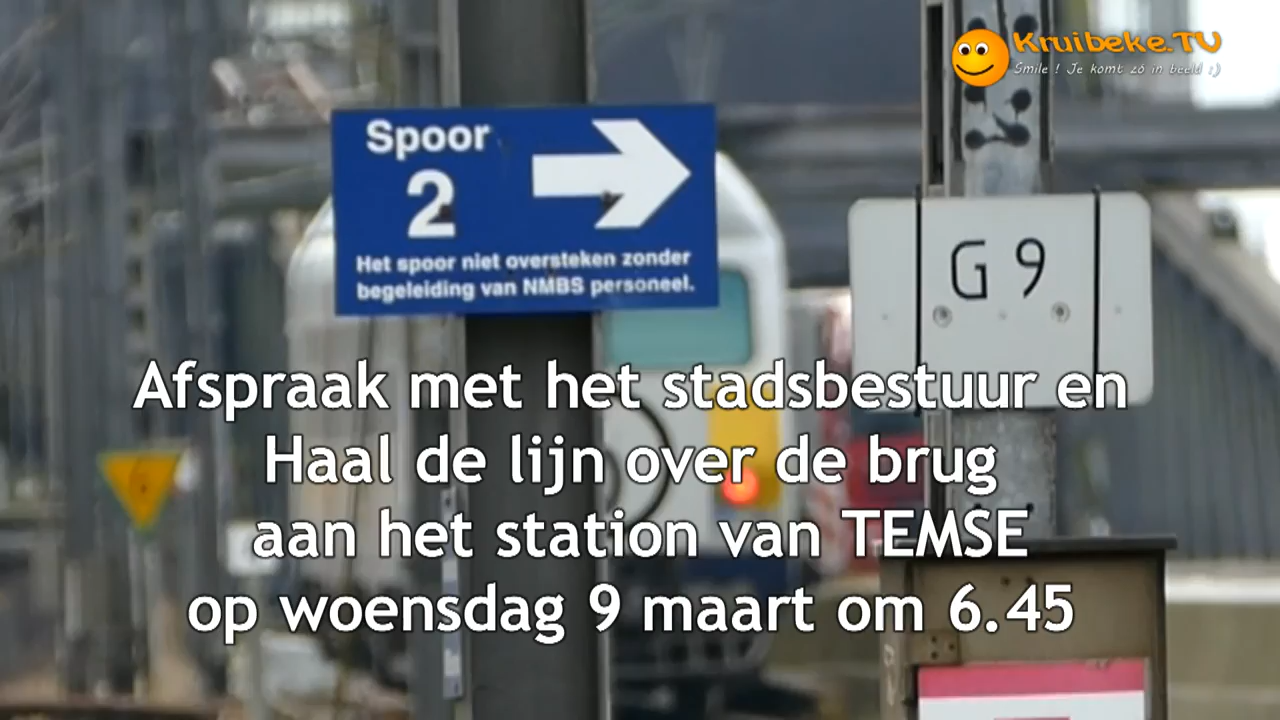 Kruibeke.TV
Smile ! Je komt zó in beeld :)
Spoor
2
Het spoor niet oversteken zonder
begeleiding van NMBS personeel.
G 9
Afspraak met het stadsbestuur en
Haal de lijn over de brug
aan het station van TEMSE
op woensdag 9 maart om 6.45